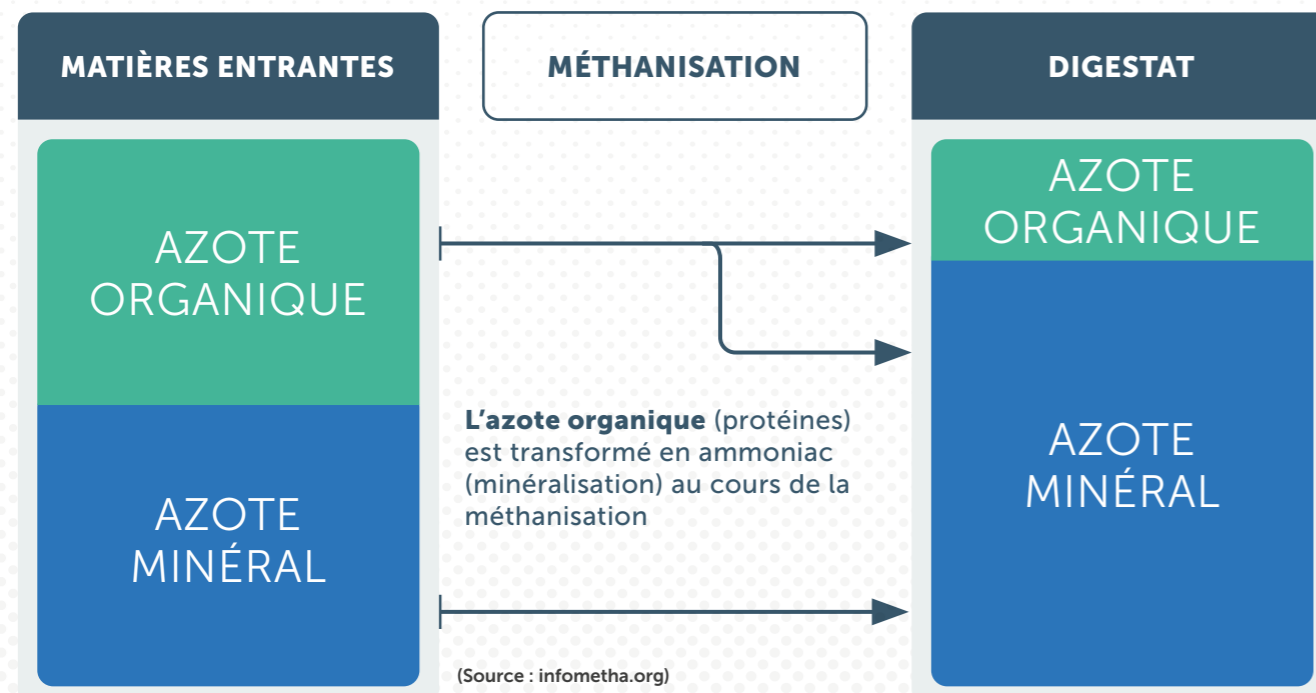 MATIÈRES ENTRANTES
MÉTHANISATION
DIGESTAT
AZOTE
ORGANIQUE
AZOTE
MINÉRAL
L'azote organique (protéines)
est transformé en ammoniac
(minéralisation) au cours de la
méthanisation
(Source : infometha.org)
AZOTE
ORGANIQUE
AZOTE
MINÉRAL